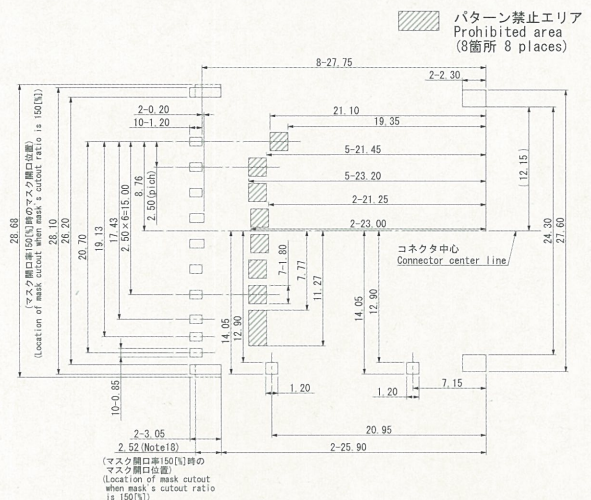 パターン禁止エリア
Prohibited area
(8箇所 8 places)
8-27.75
2-2.30
2-0.20
10-1.20
21.10
19.35
5-21.45
5-23.20
2-21.25
2-23.00
(12.15)
コネクタ中心
Connector center line
28.68
(マスク開口率150[%]時のマスク開口位置)
(Location of mask cutout when mask's cutout ratio is 150[%])
28.10
26.20
20.70
19.13
17.43
2.50×6=15.00
2.50(pich)
8.76
24.30
27.60
7-1.80
7.77
11.27
14.05
12.90
14.05
12.90
10-0.85
1.20
1.20
7.15
20.95
2-3.05
2-25.90
2.52(Note18)
(マスク開口率150[%]時の
マスク開口位置)
(Location of mask cutout
when mask's cutout ratio
is 150[%])